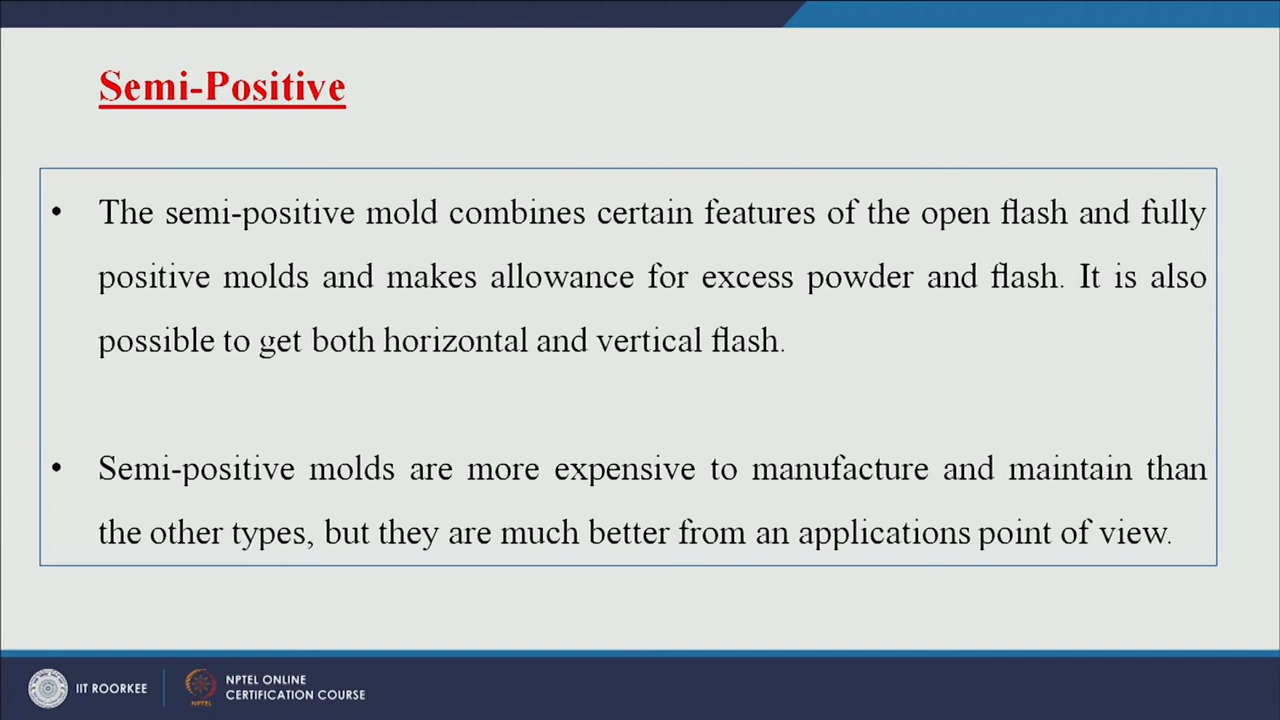 Semi-Positive
• The semi-positive mold combines certain features of the open flash and fully
positive molds and makes allowance for excess powder and flash. It is also
possible to get both horizontal and vertical flash.
• Semi-positive molds are more expensive to manufacture and maintain than
the other types, but they are much better from an applications point of view.
IIT ROORKEE
NPTEL
NPTEL ONLINE
CERTIFICATION COURSE